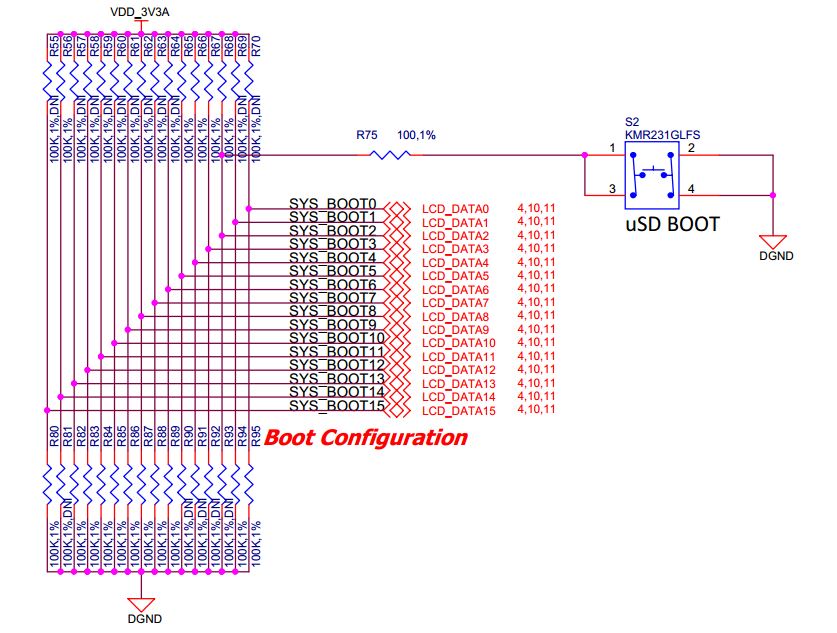 VDD_3V3A
R55
R56
R57
R58
R59
R60
R61
R62
R63
R64
R65
R66
R67
R68
R69
R70
100K,1%,DNI
100K,1%
100K,1%,DNI
100K,1%,DNI
100K,1%,DNI
100K,1%,DNI
100K,1%,DNI
100K,1%,DNI
100K,1%,DNI
100K,1%,DNI
100K,1%
100K,1%
100K,1%
100K,1%
100K,1%,DNI
100K,1%,DNI
R75 100,1%
S2
KMR231GLFS
1 2
3 4
uSD BOOT
DGND
SYS_BOOT0 LCD_DATA0 4,10,11
SYS_BOOT1 LCD_DATA1 4,10,11
SYS_BOOT2 LCD_DATA2 4,10,11
SYS_BOOT3 LCD_DATA3 4,10,11
SYS_BOOT4 LCD_DATA4 4,10,11
SYS_BOOT5 LCD_DATA5 4,10,11
SYS_BOOT6 LCD_DATA6 4,10,11
SYS_BOOT7 LCD_DATA7 4,10,11
SYS_BOOT8 LCD_DATA8 4,10,11
SYS_BOOT9 LCD_DATA9 4,10,11
SYS_BOOT10 LCD_DATA10 4,10,11
SYS_BOOT11 LCD_DATA11 4,10,11
SYS_BOOT12 LCD_DATA12 4,10,11
SYS_BOOT13 LCD_DATA13 4,10,11
SYS_BOOT14 LCD_DATA14 4,10,11
SYS_BOOT15 LCD_DATA15 4,10,11
Boot Configuration
R80
R81
R82
R83
R84
R85
R86
R87
R88
R89
R90
R91
R92
R93
R94
R95
100K,1%
100K,1%,DNI
100K,1%
100K,1%
100K,1%
100K,1%
100K,1%
100K,1%
100K,1%
100K,1%
100K,1%,DNI
100K,1%,DNI
100K,1%,DNI
100K,1%,DNI
100K,1%
100K,1%
DGND